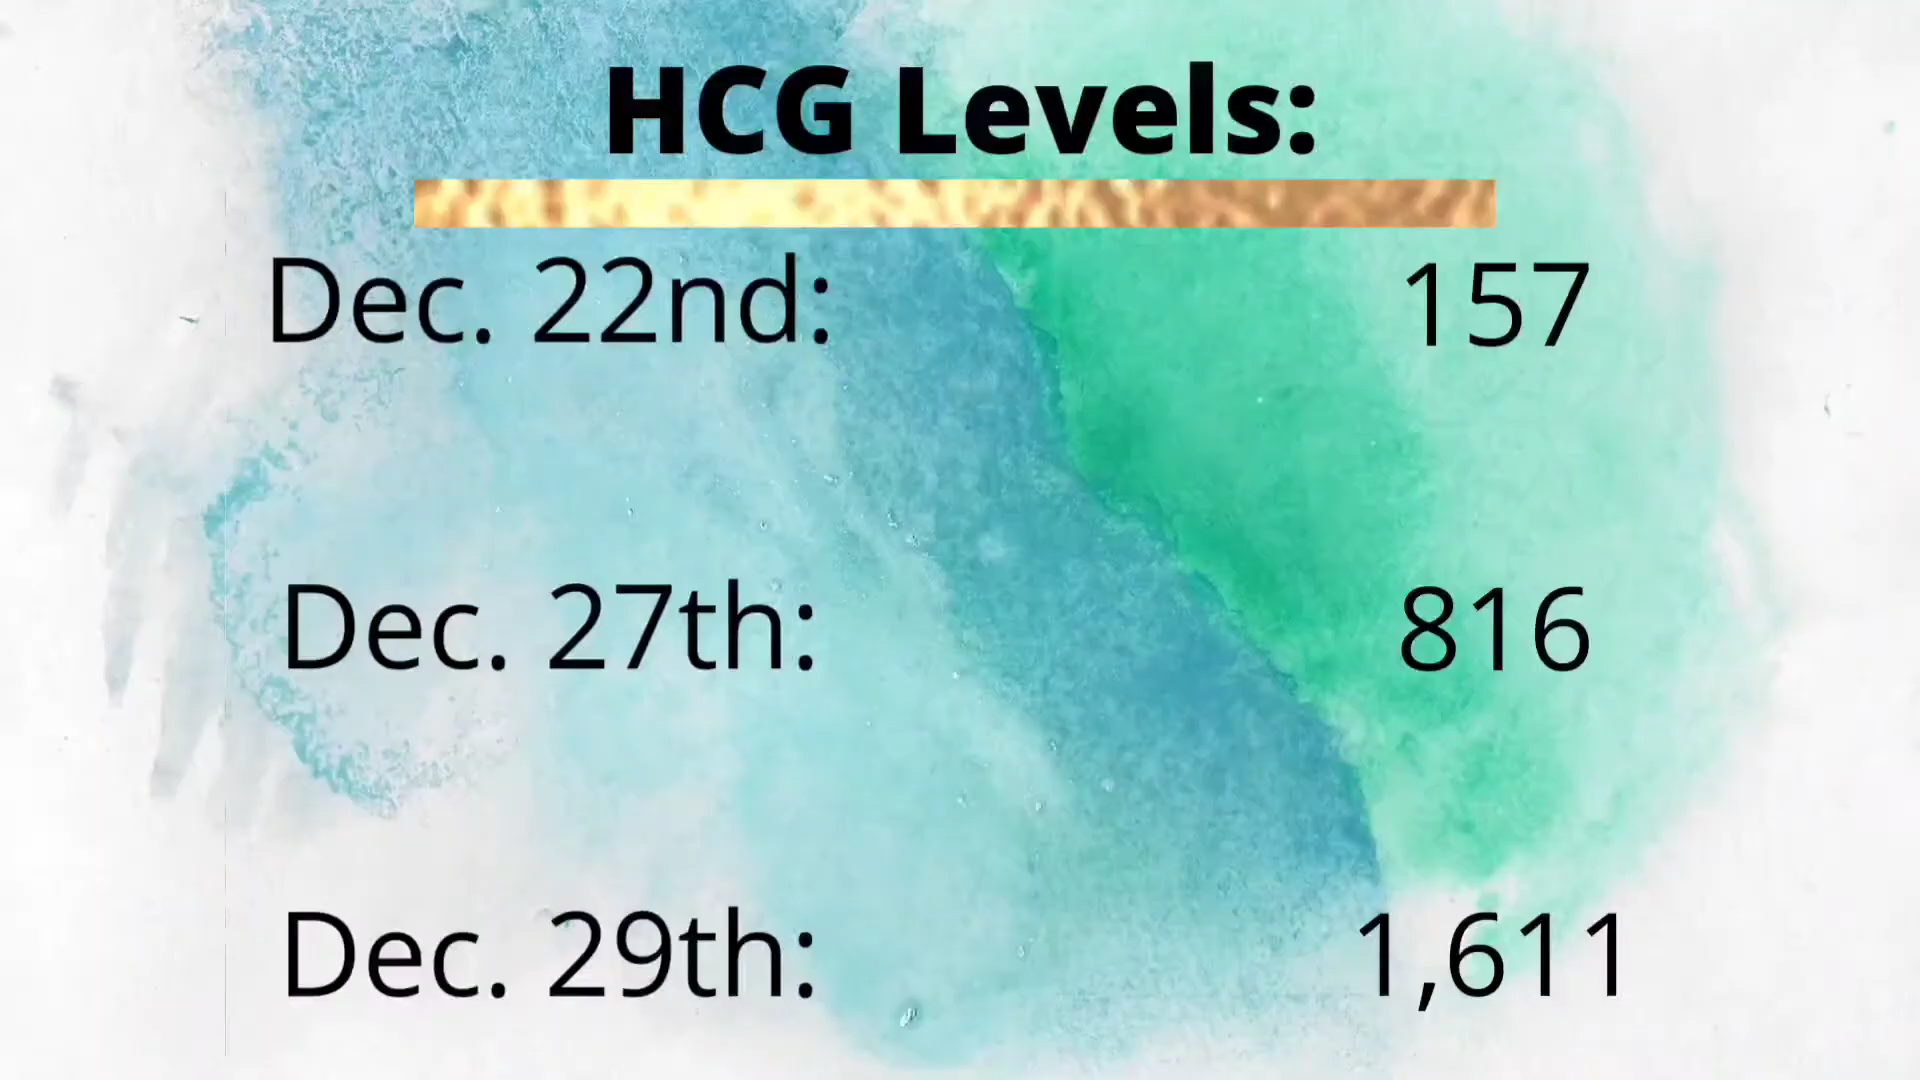 HCG Levels:
Dec. 22nd: 157
Dec. 27th: 816
Dec. 29th: 1,611